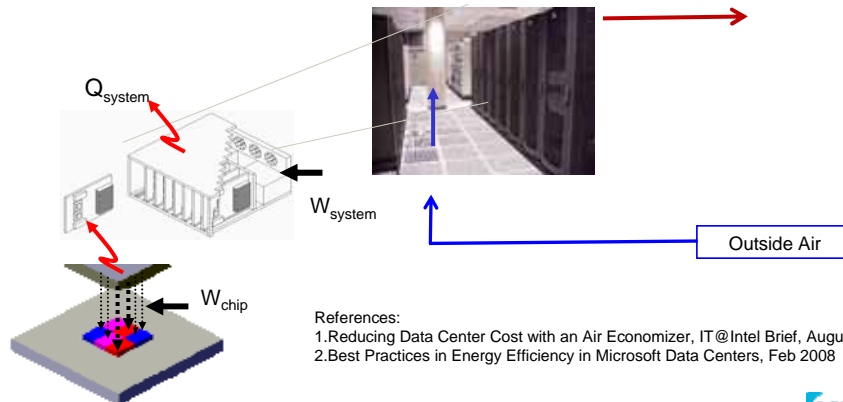 Qsystem
Wsystem
Outside Air
Wchip
References:
1.Reducing Data Center Cost with an Air Economizer, IT@Intel Brief,
2.Best Practices in Energy Efficiency in Microsoft Data Centers, Feb 2008